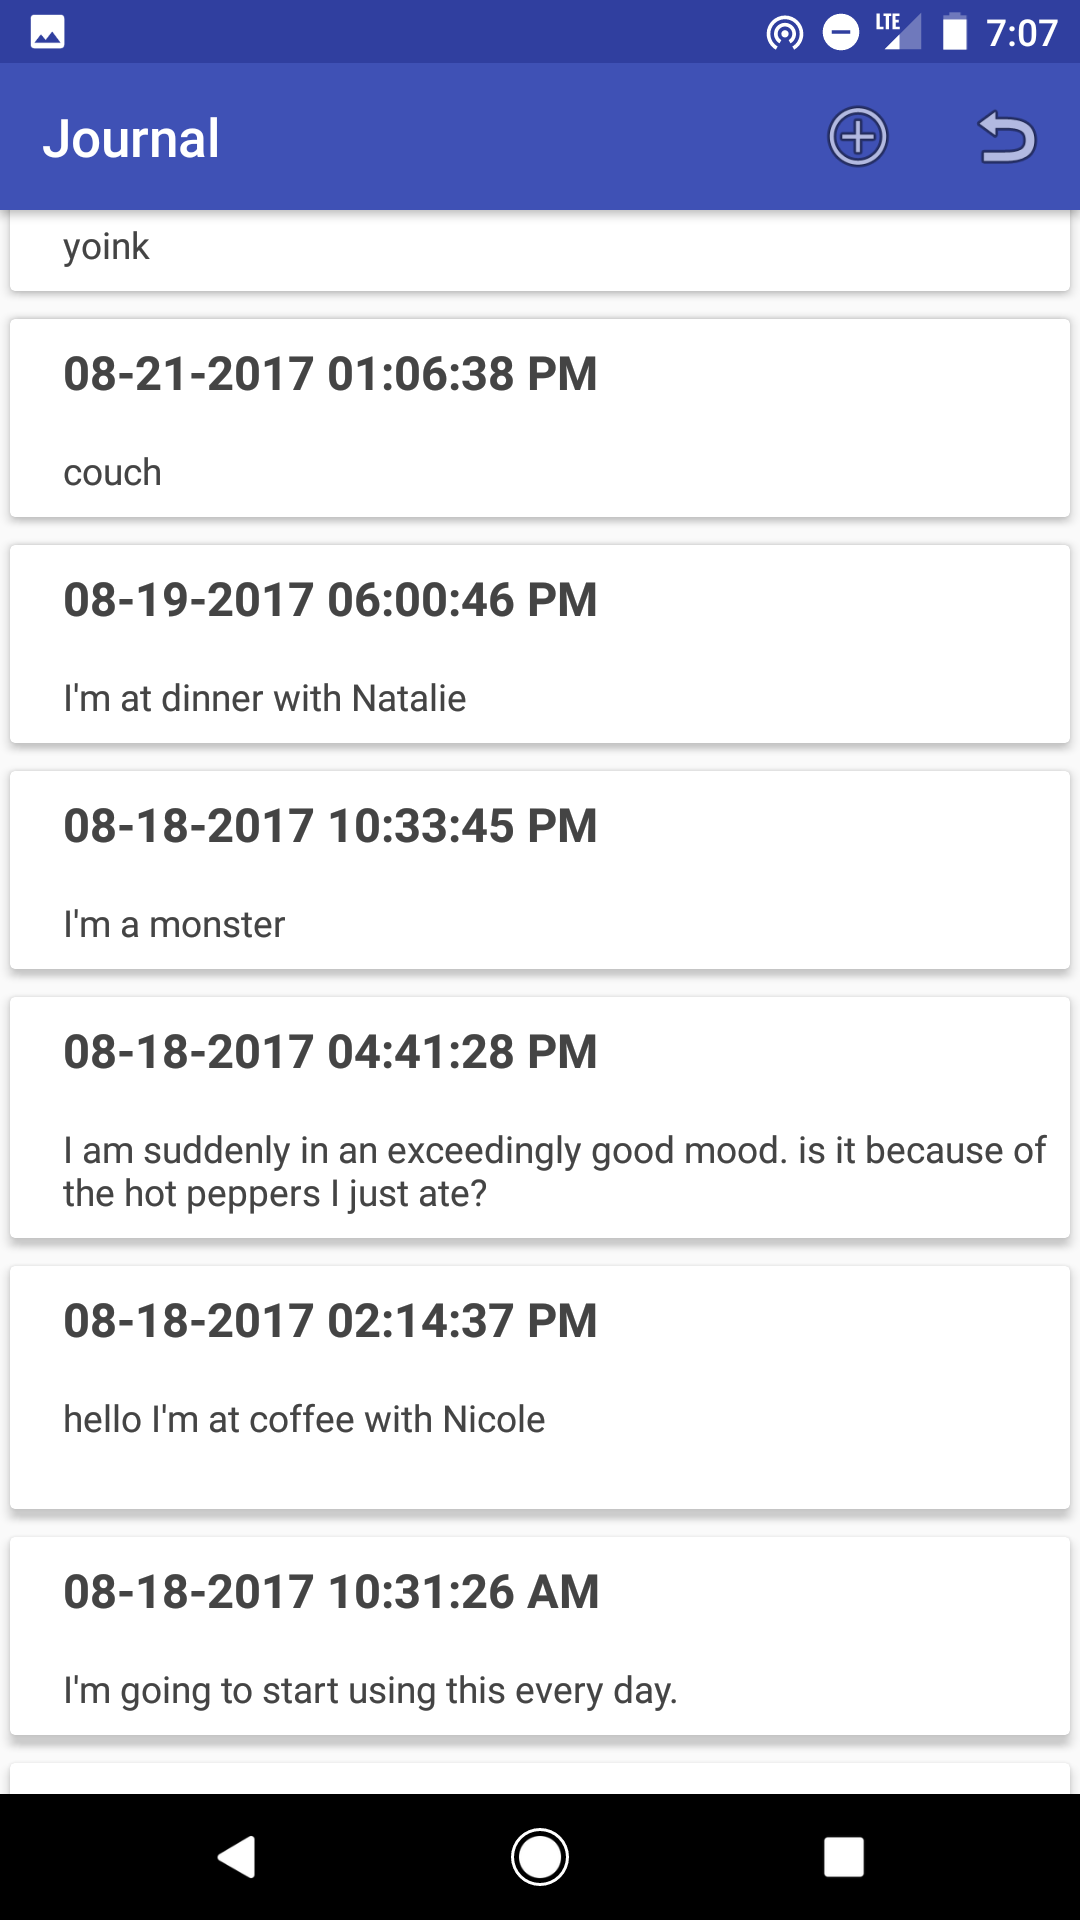 LTE 7:07
Journal
yoink
08-21-2017 01:06:38 PM
couch
08-19-2017 06:00:46 PM
I'm at dinner with Natalie
08-18-2017 10:33:45 PM
I'm a monster
08-18-2017 04:41:28 PM
I am suddenly in an exceedingly good mood. is it because of
the hot peppers I just ate?
08-18-2017 02:14:37 PM
hello I'm at coffee with Nicole
08-18-2017 10:31:26 AM
I'm going to start using this every day.